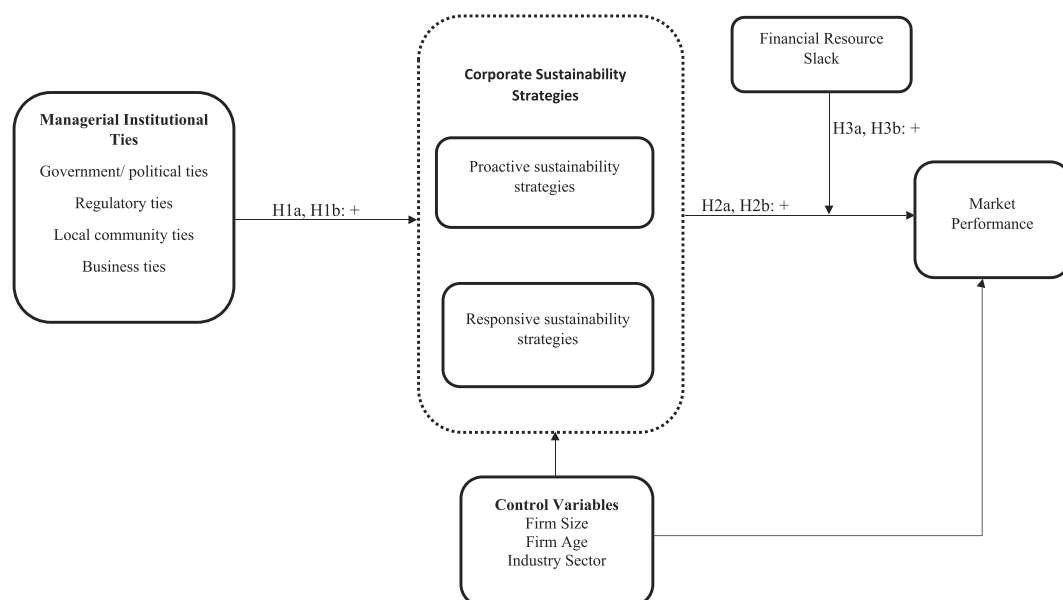 Managerial Institutional
Ties
Government/ political ties
Regulatory ties
Local community ties
Business ties
H1a, H1b: +
Corporate Sustainability
Strategies
Proactive sustainability
strategies
Responsive sustainability
strategies
H2a, H2b: +
Financial Resource
Slack
H3a, H3b: +
Market
Performance
Control Variables
Firm Size
Firm Age
Industry Sector